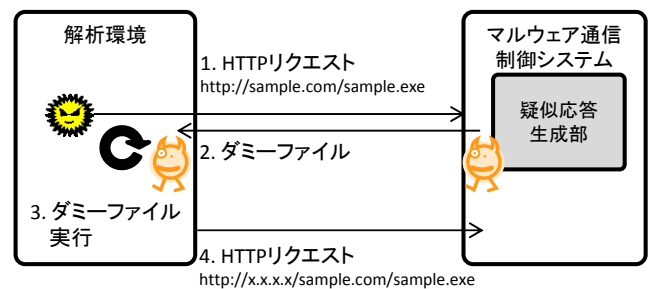 解析環境
マルウェア通信
制御システム
1. HTTPリクエスト
http://sample.com/sample.exe
疑似応答
生成部
2. ダミーファイル
3. ダミーファイル
実行
4. HTTPリクエスト
http://x.x.x.x/sample.com/sample.exe